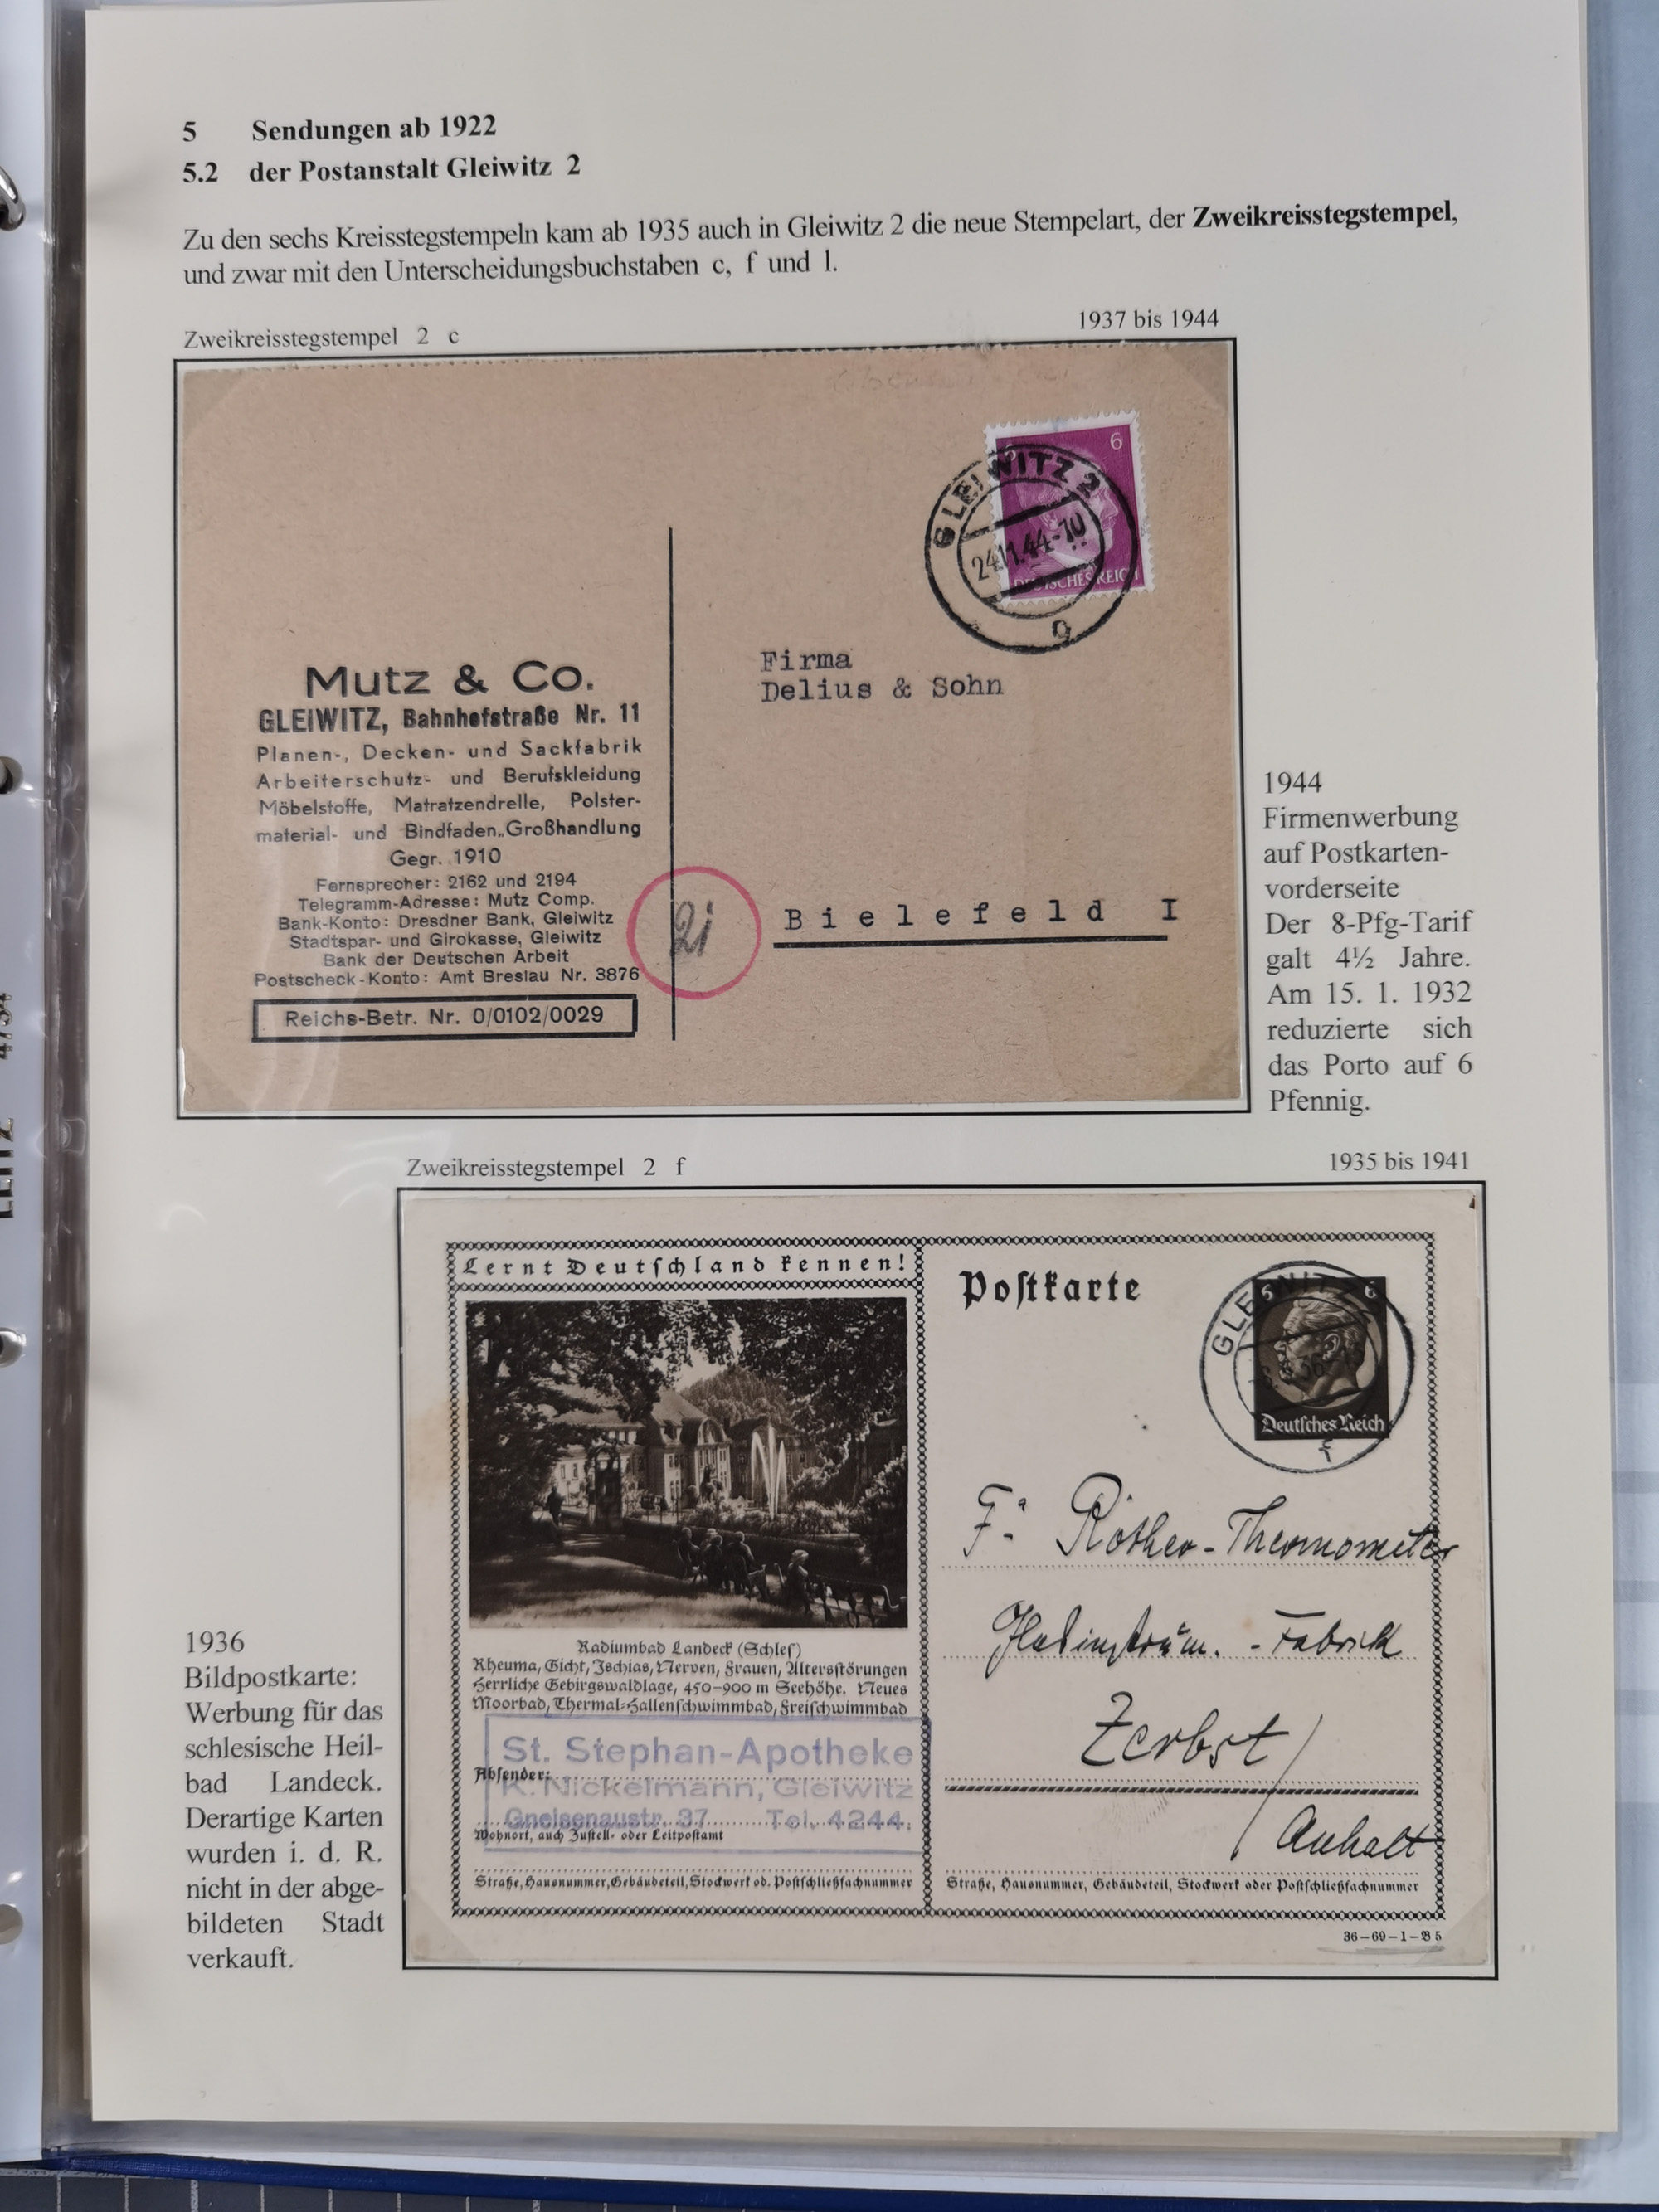 5 Sendungen ab 1922
5.2 der Postanstalt Gleiwitz 2
Zu den sechs Kreisstegstempeln kam ab 1935 auch in Gleiwitz 2 die neue Stempelart, der Zweikreisstegstempel,
und zwar mit den Unterscheidungsbuchstaben c, f und l.
Zweikreisstegstempel 2 c
1937 bis 1944
6
GLEIWITZ 2
24.11.44-10
DEUTSCHES REICH
g
Mutz & Co.
GLEIWITZ, Bahnhofstraße Nr. 11
Planen-, Decken- und Sackfabrik
Arbeiterschutz- und Berufskleidung
Möbelstoffe, Matratzendrelle, Polster-
material- und Bindfaden-Großhandlung
Gegr. 1910
Fernsprecher: 2162 und 2194
Telegramm-Adresse: Mutz Comp.
Bank-Konto: Dresdner Bank, Gleiwitz
Stadtspar- und Girokasse, Gleiwitz
Bank der Deutschen Arbeit
Postscheck-Konto: Amt Breslau Nr. 3876
Reichs-Betr. Nr. 0/0102/0029
Firma
Delius & Sohn
Bielefeld I
1944
Firmenwerbung
auf Postkarten-
vorderseite
Der 8-Pfg-Tarif
galt 4½ Jahre.
Am 15. 1. 1932
reduzierte sich
das Porto auf 6
Pfennig.
Zweikreisstegstempel 2 f
1935 bis 1941
Lernt Deutschland kennen!
Postkarte
GLEIWITZ
6
Deutsches Reich
f
Fa. Röther-Thermometer
Glasinstrum. - Fabrik
Zerbst /
Anhalt
Radiumbad Landeck (Schles)
Rheuma, Gicht, Ischias, Nerven, Frauen, Altersstörungen
Herrliche Gebirgswaldlage, 450–900 m Seehöhe. Neues
Moorbad, Thermal-Hallenschwimmbad, Freischwimmbad
St. Stephan-Apotheke
Absender:
K. Nickelmann, Gleiwitz
Gneisenaustr. 37 Tel. 4244.
Wohnort, auch Zustell- oder Leitpostamt
Straße, Hausnummer, Gebäudeteil, Stockwerk od. Postschließfachnummer
Straße, Hausnummer, Gebäudeteil, Stockwerk oder Postschließfachnummer
36–69–1–B 5
1936
Bildpostkarte:
Werbung für das
schlesische Heil-
bad Landeck.
Derartige Karten
wurden i. d. R.
nicht in der abge-
bildeten Stadt
verkauft.